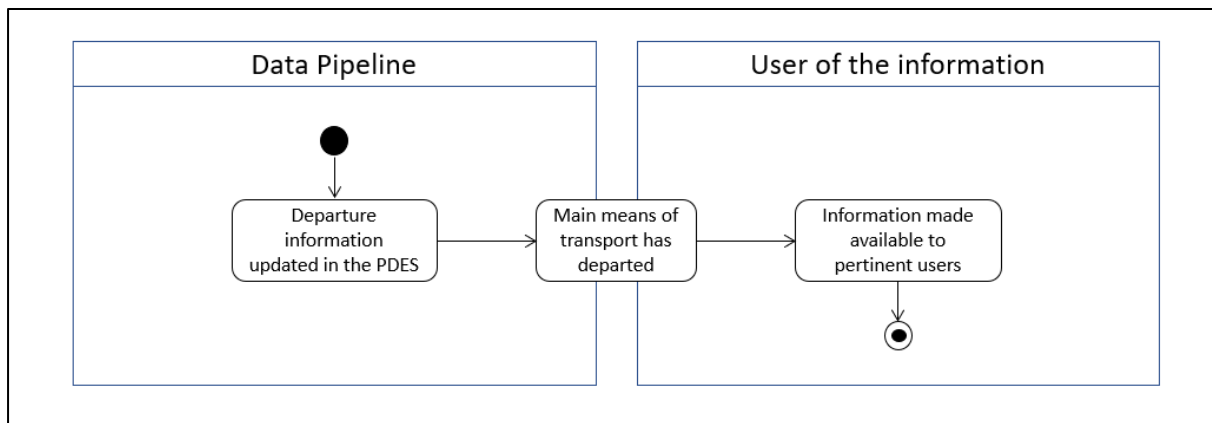 Data Pipeline
User of the information
Departure
information
updated in the PDES
Main means of
transport has
departed
Information made
available to
pertinent users